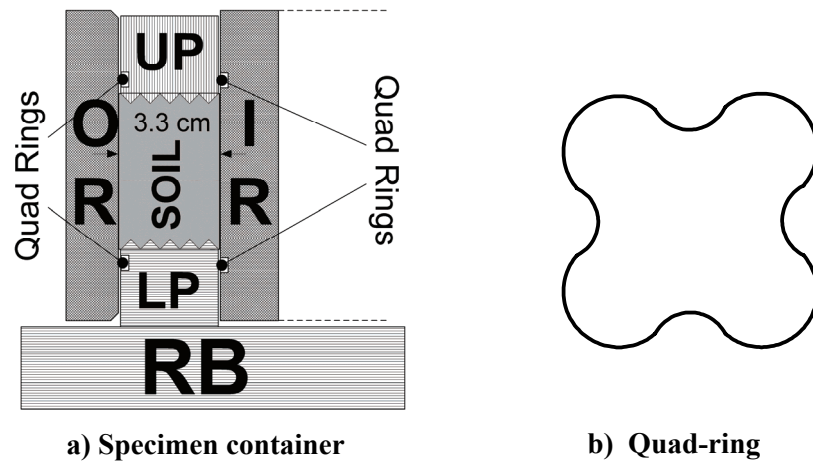 UP
Quad Rings
Quad Rings
O
R
3.3 cm
SOIL
I
R
LP
RB
a) Specimen container
b) Quad-ring